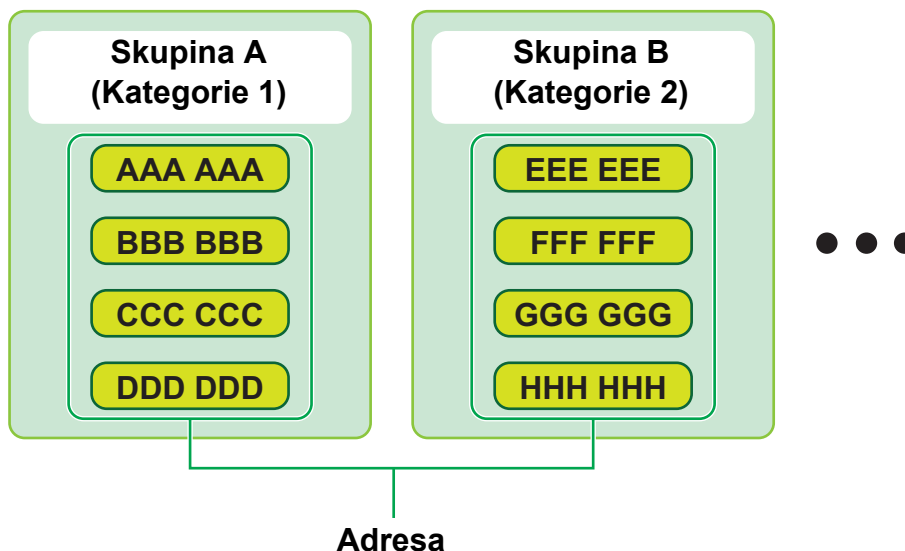 Skupina A
(Kategorie 1)
AAA AAA
BBB BBB
CCC CCC
DDD DDD
Skupina B
(Kategorie 2)
EEE EEE
FFF FFF
GGG GGG
HHH HHH
Adresa